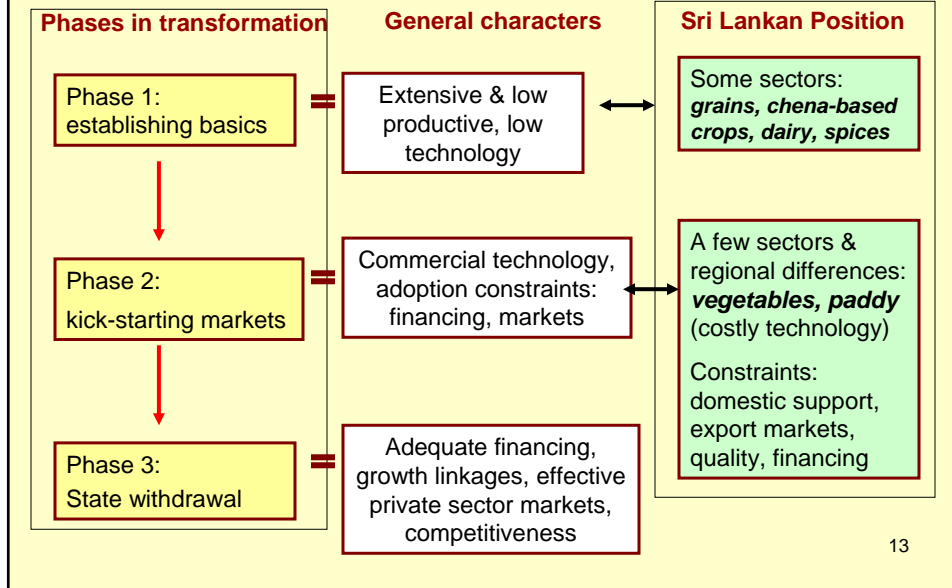 Phases in transformation
General characters
Sri Lankan Position
Phase 1:
establishing basics
=
Extensive & low
productive, low
technology
Some sectors:
grains, chena-based
crops, dairy, spices
Phase 2:
kick-starting markets
=
Commercial technology,
adoption constraints:
financing, markets
A few sectors &
regional differences:
vegetables, paddy
(costly technology)
Constraints:
domestic support,
export markets,
quality, financing
Phase 3:
State withdrawal
=
Adequate financing,
growth linkages, effective
private sector markets,
competitiveness
13